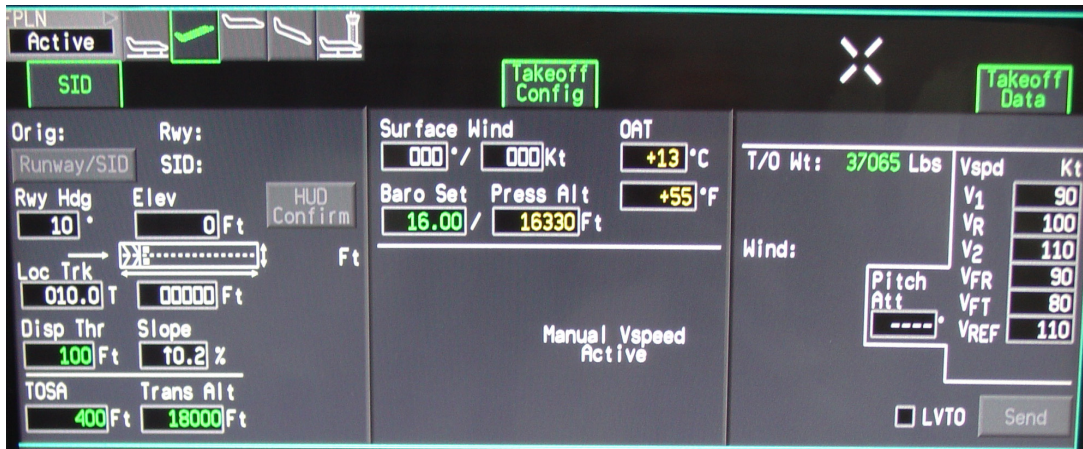 PLN
Active
SID
Takeoff
Config
Takeoff
Data
Orig: Rwy:
Runway/SID SID:
Rwy Hdg Elev
10° 0 Ft
HUD
Confirm
Ft
Loc Trk
010.0 T 00000 Ft
Disp Thr Slope
100 Ft ↑0.2 %
TOSA Trans Alt
400 Ft 18000 Ft
Surface Wind OAT
000°/ 000 Kt +13 °C
Baro Set Press Alt +55 °F
16.00 / 16330 Ft
Manual Vspeed
Active
T/O Wt: 37065 Lbs
Wind:
Pitch
Att
----°
Vspd Kt
V1 90
VR 100
V2 110
VFR 90
VFT 80
VREF 110
LVTO Send